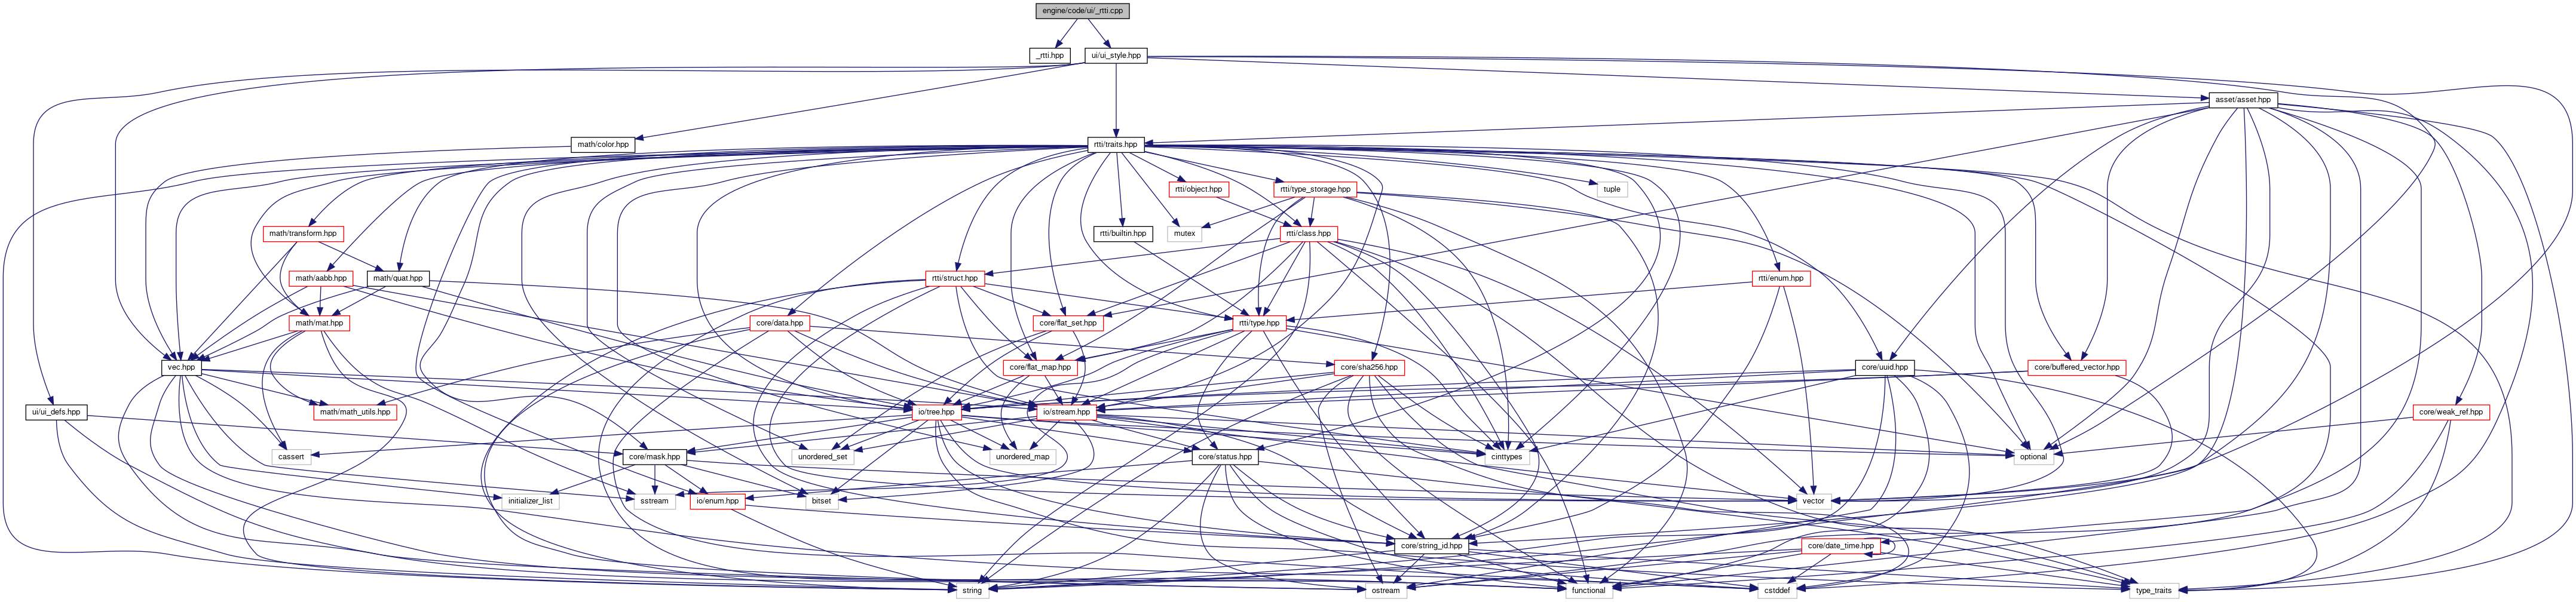 engine/code/ui/_rtti.cpp
_rtti.hpp
ui/ui_style.hpp
asset/asset.hpp
math/color.hpp
rtti/traits.hpp
rtti/object.hpp
rtti/type_storage.hpp
tuple
math/transform.hpp
rtti/builtin.hpp
mutex
rtti/class.hpp
math/aabb.hpp
math/quat.hpp
rtti/struct.hpp
rtti/enum.hpp
math/mat.hpp
core/data.hpp
core/flat_set.hpp
rtti/type.hpp
vec.hpp
core/flat_map.hpp
core/sha256.hpp
core/uuid.hpp
core/buffered_vector.hpp
ui/ui_defs.hpp
math/math_utils.hpp
io/tree.hpp
io/stream.hpp
core/weak_ref.hpp
cassert
core/mask.hpp
unordered_set
unordered_map
core/status.hpp
cinttypes
optional
initializer_list
sstream
io/enum.hpp
bitset
vector
core/string_id.hpp
core/date_time.hpp
string
ostream
functional
cstddef
type_traits